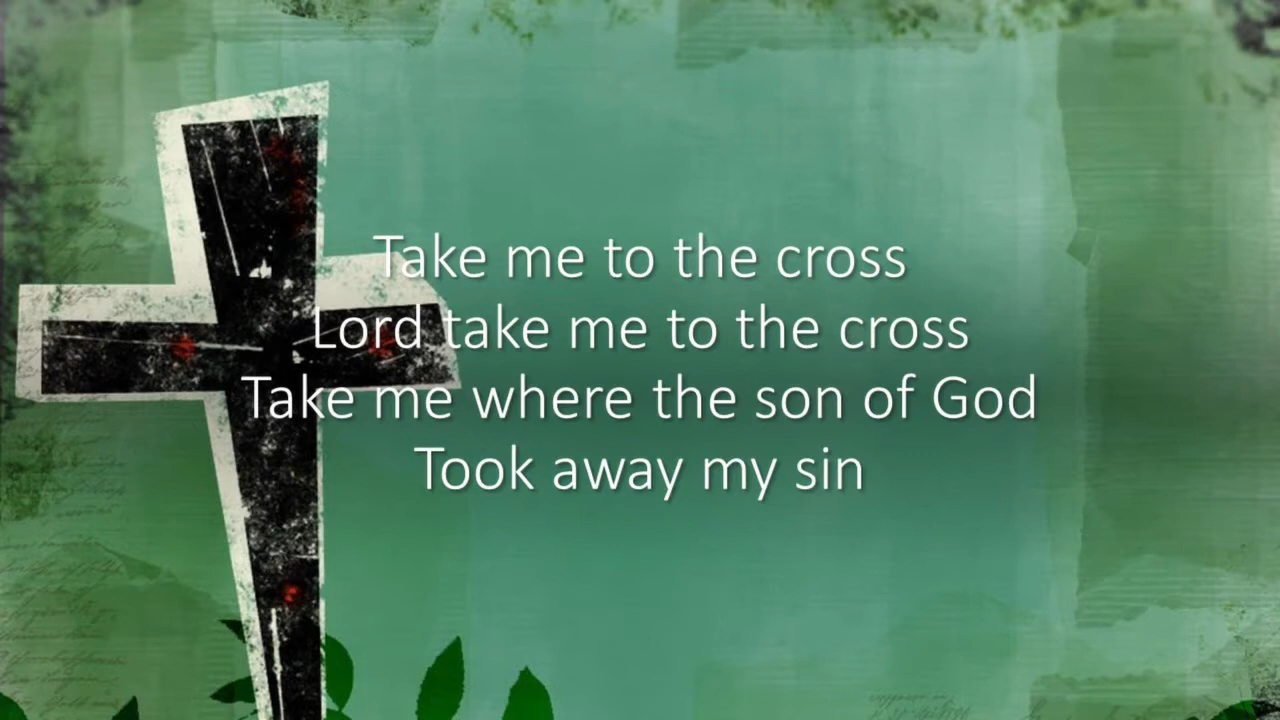 Take me to the cross
Lord take me to the cross
Take me where the son of God
Took away my sin